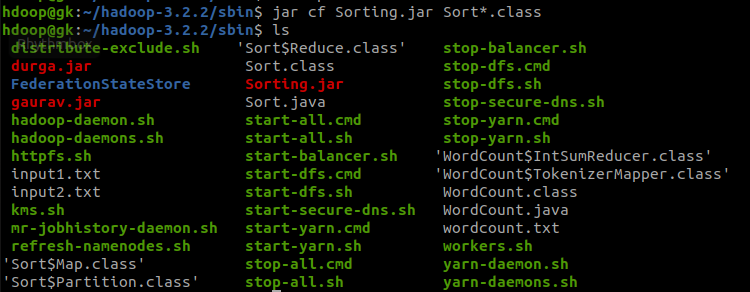 hdoop@gk:~/hadoop-3.2.2/sbin$ jar cf Sorting.jar Sort*.class
hdoop@gk:~/hadoop-3.2.2/sbin$ ls
distribute-exclude.sh 'Sort$Reduce.class' stop-balancer.sh
durga.jar Sort.class stop-dfs.cmd
FederationStateStore Sorting.jar stop-dfs.sh
gaurav.jar Sort.java stop-secure-dns.sh
hadoop-daemon.sh start-all.cmd stop-yarn.cmd
hadoop-daemons.sh start-all.sh stop-yarn.sh
httpfs.sh start-balancer.sh 'WordCount$IntSumReducer.class'
input1.txt start-dfs.cmd 'WordCount$TokenizerMapper.class'
input2.txt start-dfs.sh WordCount.class
kms.sh start-secure-dns.sh WordCount.java
mr-jobhistory-daemon.sh start-yarn.cmd wordcount.txt
refresh-namenodes.sh start-yarn.sh workers.sh
'Sort$Map.class' stop-all.cmd yarn-daemon.sh
'Sort$Partition.class' stop-all.sh yarn-daemons.sh